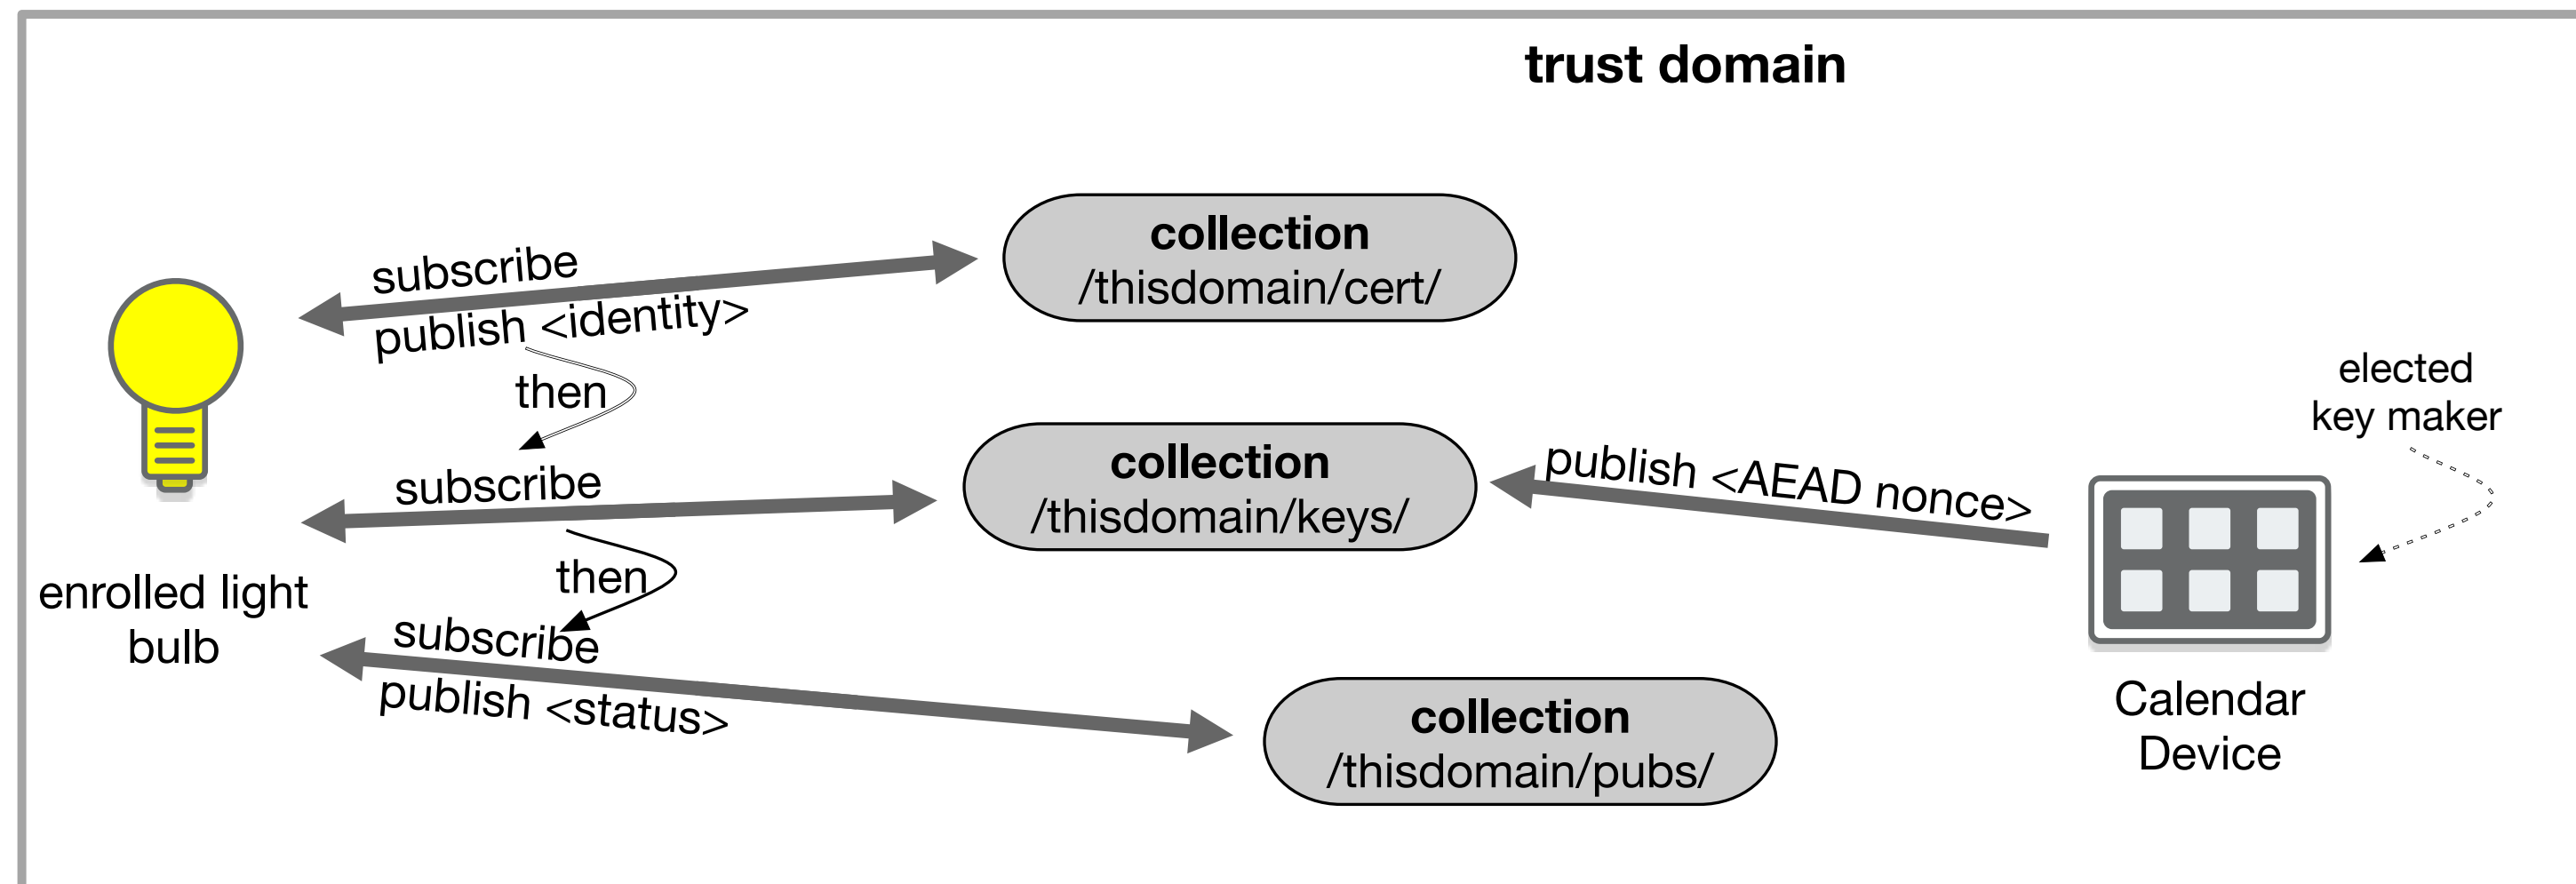 trust domain
collection
/thisdomain/cert/
subscribe
publish <identity>
then
elected
key maker
collection
/thisdomain/keys/
subscribe
publish <AEAD nonce>
then
enrolled light
bulb
subscribe
publish <status>
collection
/thisdomain/pubs/
Calendar
Device